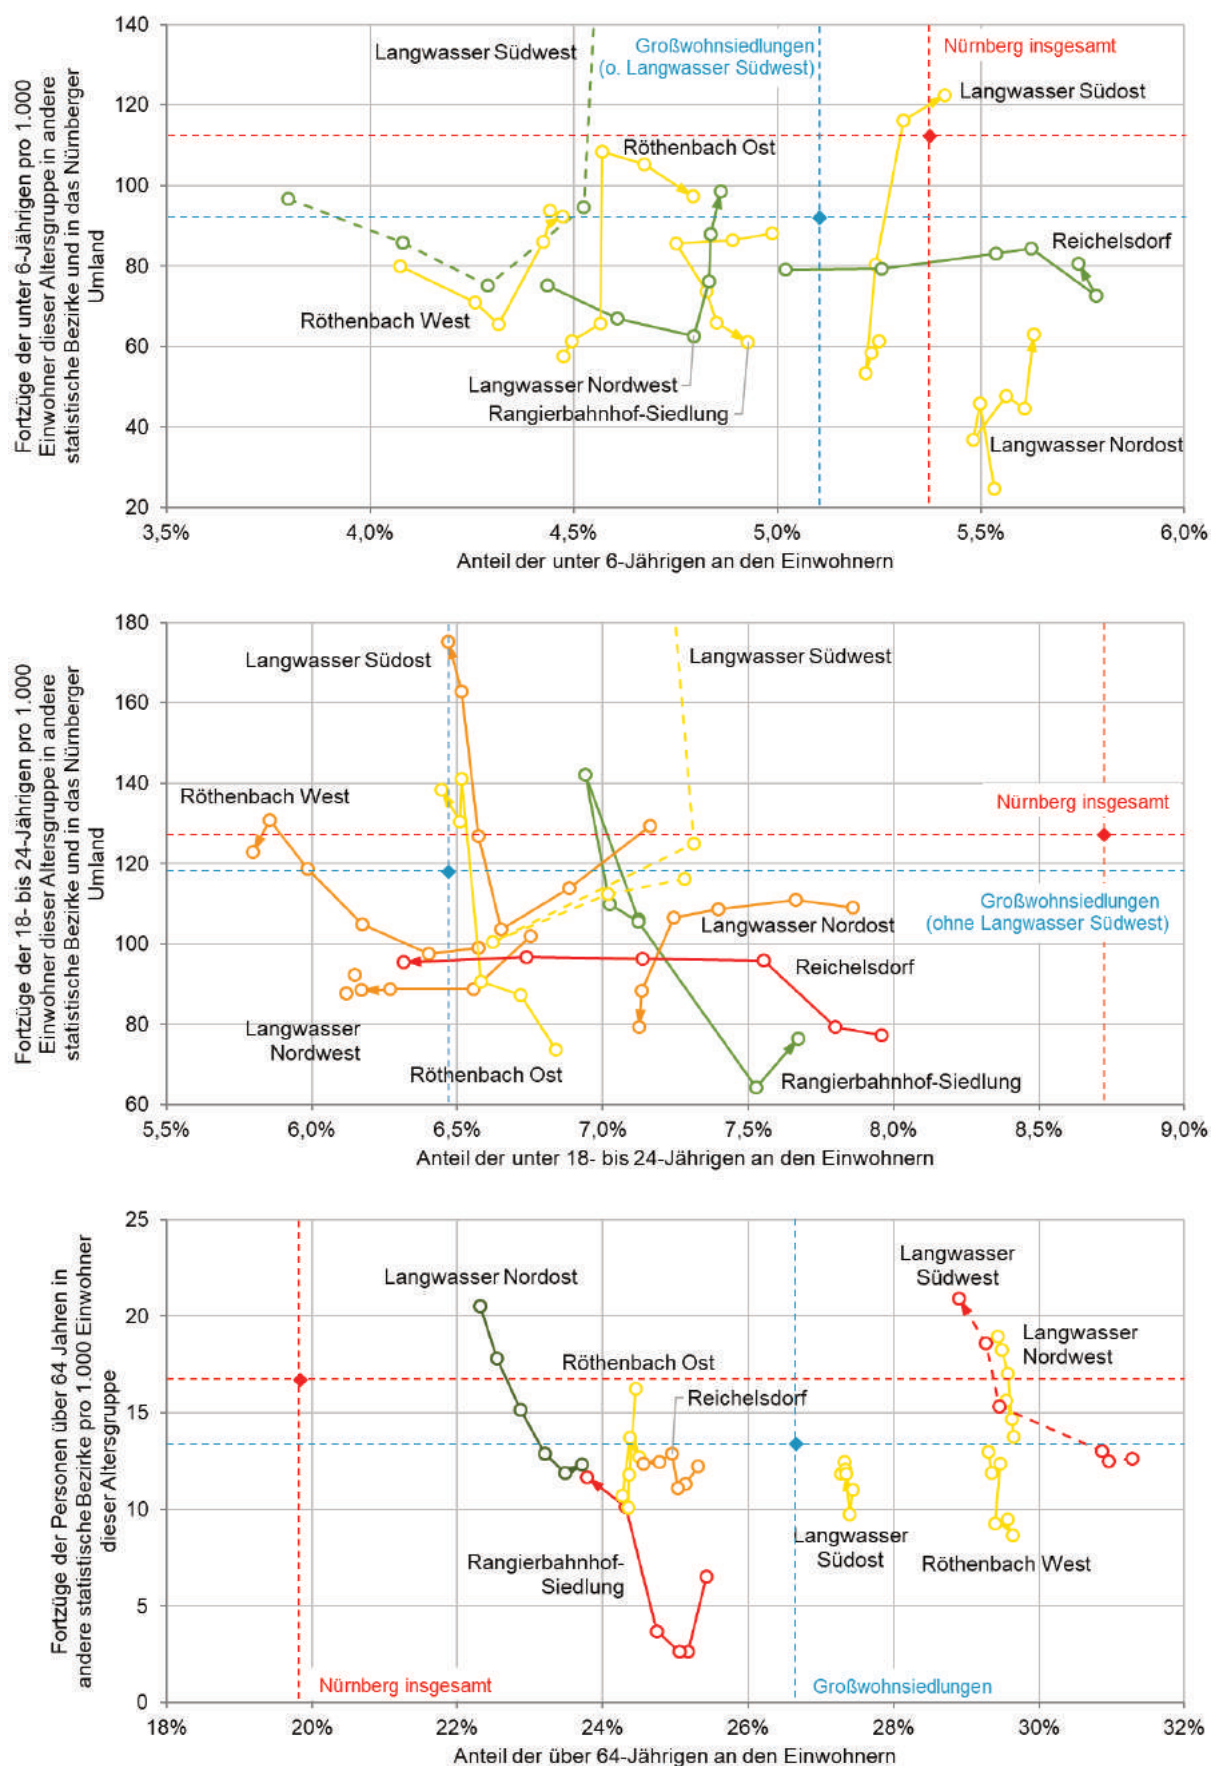 Fortzüge der unter 6-Jährigen pro 1.000
Einwohner dieser Altersgruppe in andere
statistische Bezirke und in das Nürnberger
Umland
140
120
100
80
60
40
20
Langwasser Südwest
Großwohnsiedlungen
(o. Langwasser Südwest)
Nürnberg insgesamt
Langwasser Südost
Röthenbach Ost
Reichelsdorf
Röthenbach West
Langwasser Nordwest
Rangierbahnhof-Siedlung
Langwasser Nordost
3,5%
4,0%
4,5%
5,0%
5,5%
6,0%
Anteil der unter 6-Jährigen an den Einwohnern
Fortzüge der 18- bis 24-Jährigen pro 1.000
Einwohner dieser Altersgruppe in andere
statistische Bezirke und in das Nürnberger
Umland
180
160
140
120
100
80
60
Langwasser Südost
Langwasser Südwest
Röthenbach West
Nürnberg insgesamt
Großwohnsiedlungen
(ohne Langwasser Südwest)
Langwasser Nordost
Reichelsdorf
Langwasser
Nordwest
Röthenbach Ost
Rangierbahnhof-Siedlung
5,5%
6,0%
6,5%
7,0%
7,5%
8,0%
8,5%
9,0%
Anteil der unter 18- bis 24-Jährigen an den Einwohnern
Fortzüge der Personen über 64 Jahren in
andere statistische Bezirke pro 1.000 Einwohner
dieser Altersgruppe
25
20
15
10
5
0
Langwasser Nordost
Langwasser
Südwest
Langwasser
Nordwest
Röthenbach Ost
Reichelsdorf
Rangierbahnhof-
Siedlung
Langwasser
Südost
Röthenbach West
Nürnberg insgesamt
Großwohnsiedlungen
18%
20%
22%
24%
26%
28%
30%
32%
Anteil der über 64-Jährigen an den Einwohnern